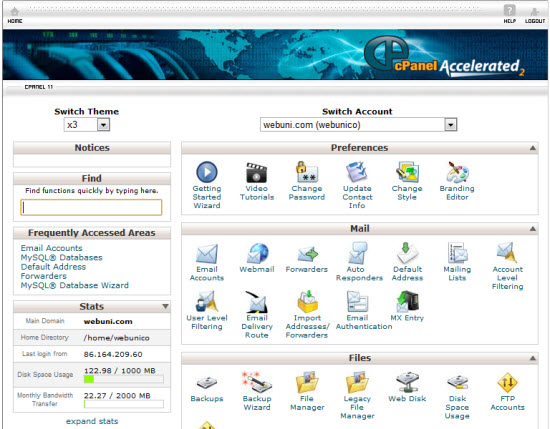 HOME
HELP
LOGOUT
cPanel Accelerated2
CPANEL 11
Switch Theme
x3
Switch Account
webuni.com (webunico)
Notices
Find
Find functions quickly by typing here.
Frequently Accessed Areas
Email Accounts
MySQL® Databases
Default Address
Forwarders
MySQL® Database Wizard
Stats
Main Domain webuni.com
Home Directory /home/webunico
Last login from 86.164.209.60
Disk Space Usage 122.98 / 1000 MB
Monthly Bandwidth
Transfer
22.27 / 2000 MB
expand stats
Preferences
Getting
Started
Wizard
Video
Tutorials
Change
Password
Update
Contact
Info
Change
Style
Branding
Editor
Mail
Email
Accounts
Webmail
Forwarders
Auto
Responders
Default
Address
Mailing
Lists
Account
Level
Filtering
User Level
Filtering
Email
Delivery
Route
Import
Addresses/
Forwarders
Email
Authentication
MX Entry
Files
Backups
Backup
Wizard
File
Manager
Legacy
File
Manager
Web Disk
Disk
Space
Usage
FTP
Accounts